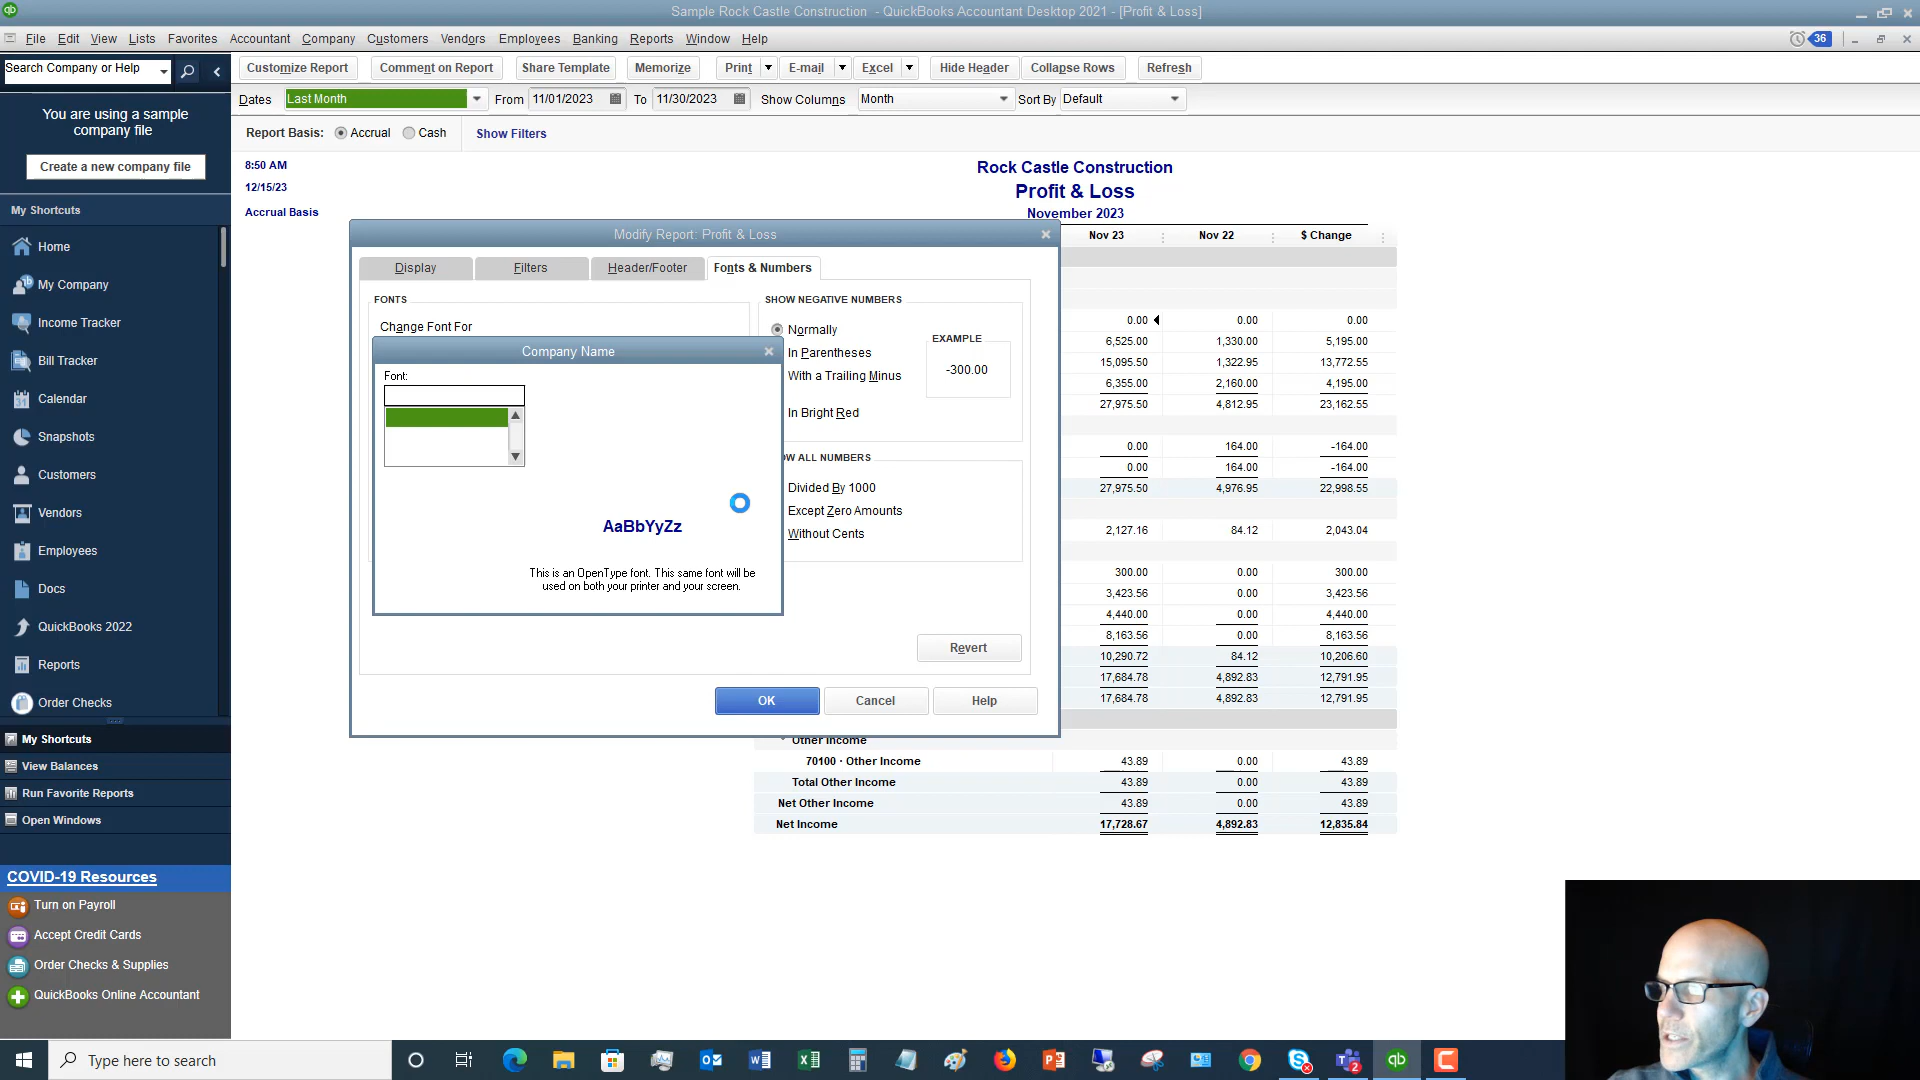 Sample Rock Castle Construction - QuickBooks Accountant Desktop 2021 - [Profit & Loss]
File Edit View Lists Favorites Accountant Company Customers Vendors Employees Banking Reports Window Help
36
Search Company or Help
Customize Report Comment on Report Share Template Memorize Print E-mail Excel Hide Header Collapse Rows Refresh
Dates Last Month From 11/01/2023 To 11/30/2023 Show Columns Month Sort By Default
Report Basis: Accrual Cash Show Filters
You are using a sample
company file
Create a new company file
My Shortcuts
Home
My Company
Income Tracker
Bill Tracker
31
Calendar
Snapshots
Customers
Vendors
Employees
Docs
QuickBooks 2022
Reports
Order Checks
My Shortcuts
View Balances
Run Favorite Reports
Open Windows
COVID-19 Resources
Turn on Payroll
Accept Credit Cards
Order Checks & Supplies
QuickBooks Online Accountant
8:50 AM
12/15/23
Accrual Basis
Rock Castle Construction
Profit & Loss
November 2023
Modify Report: Profit & Loss
Display Filters Header/Footer Fonts & Numbers
FONTS
Change Font For
Company Name
Font:
AaBbYyZz
This is an OpenType font. This same font will be
used on both your printer and your screen.
SHOW NEGATIVE NUMBERS
Normally
In Parentheses
With a Trailing Minus
In Bright Red
EXAMPLE
-300.00
OW ALL NUMBERS
Divided By 1000
Except Zero Amounts
Without Cents
Revert
OK Cancel Help
Nov 23 Nov 22 $ Change
0.00 0.00 0.00
6,525.00 1,330.00 5,195.00
15,095.50 1,322.95 13,772.55
6,355.00 2,160.00 4,195.00
27,975.50 4,812.95 23,162.55
0.00 164.00 -164.00
0.00 164.00 -164.00
27,975.50 4,976.95 22,998.55
2,127.16 84.12 2,043.04
300.00 0.00 300.00
3,423.56 0.00 3,423.56
4,440.00 0.00 4,440.00
8,163.56 0.00 8,163.56
10,290.72 84.12 10,206.60
17,684.78 4,892.83 12,791.95
17,684.78 4,892.83 12,791.95
Other Income
70100 · Other Income 43.89 0.00 43.89
Total Other Income 43.89 0.00 43.89
Net Other Income 43.89 0.00 43.89
Net Income 17,728.67 4,892.83 12,835.84
Type here to search